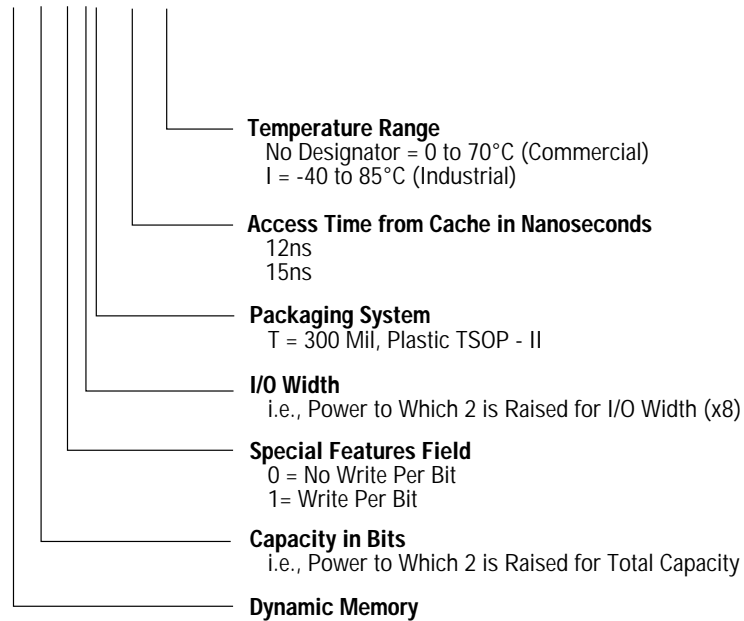 Temperature Range
No Designator = 0 to 70°C (Commercial)
I = -40 to 85°C (Industrial)
Access Time from Cache in Nanoseconds
12ns
15ns
Packaging System
T = 300 Mil, Plastic TSOP - II
I/O Width
i.e., Power to Which 2 is Raised for I/O Width (x8)
Special Features Field
0 = No Write Per Bit
1= Write Per Bit
Capacity in Bits
i.e., Power to Which 2 is Raised for Total Capacity
Dynamic Memory